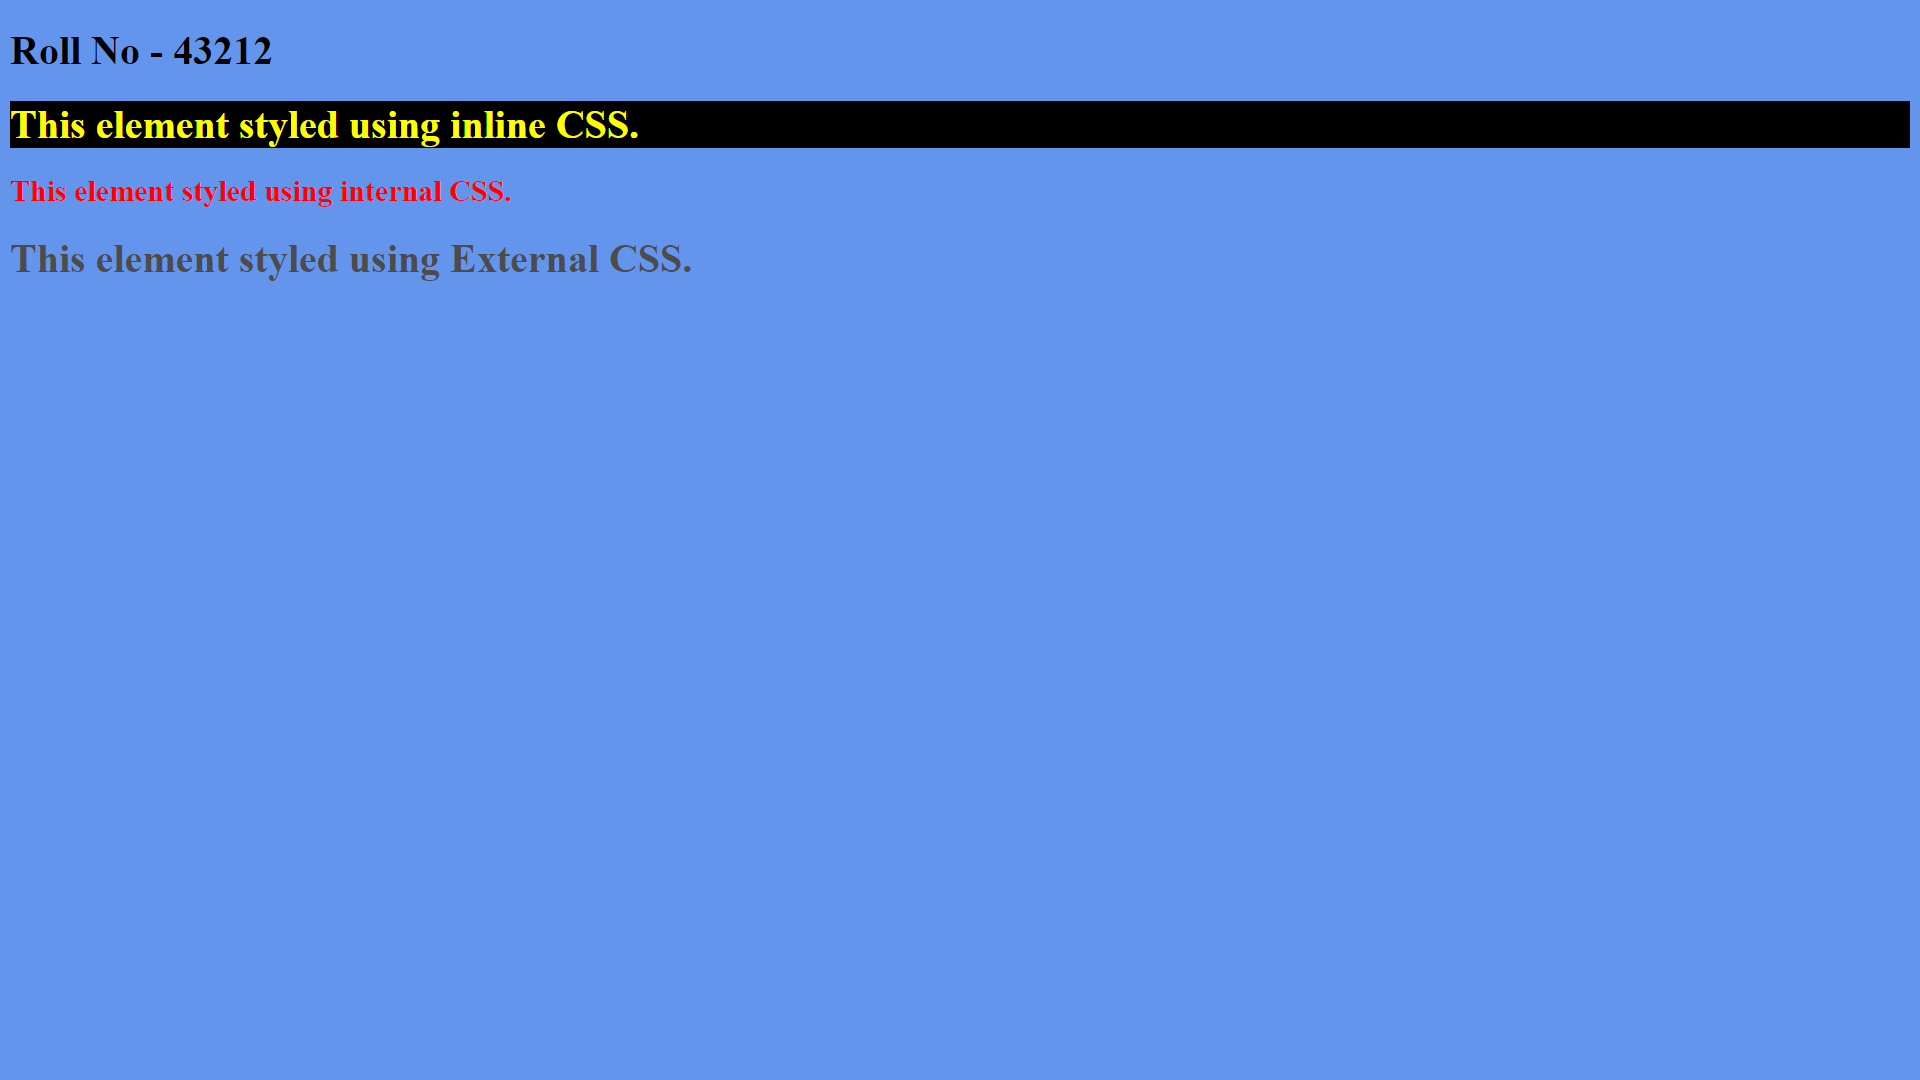 Roll No - 43212
This element styled using inline CSS.
This element styled using internal CSS.
This element styled using External CSS.